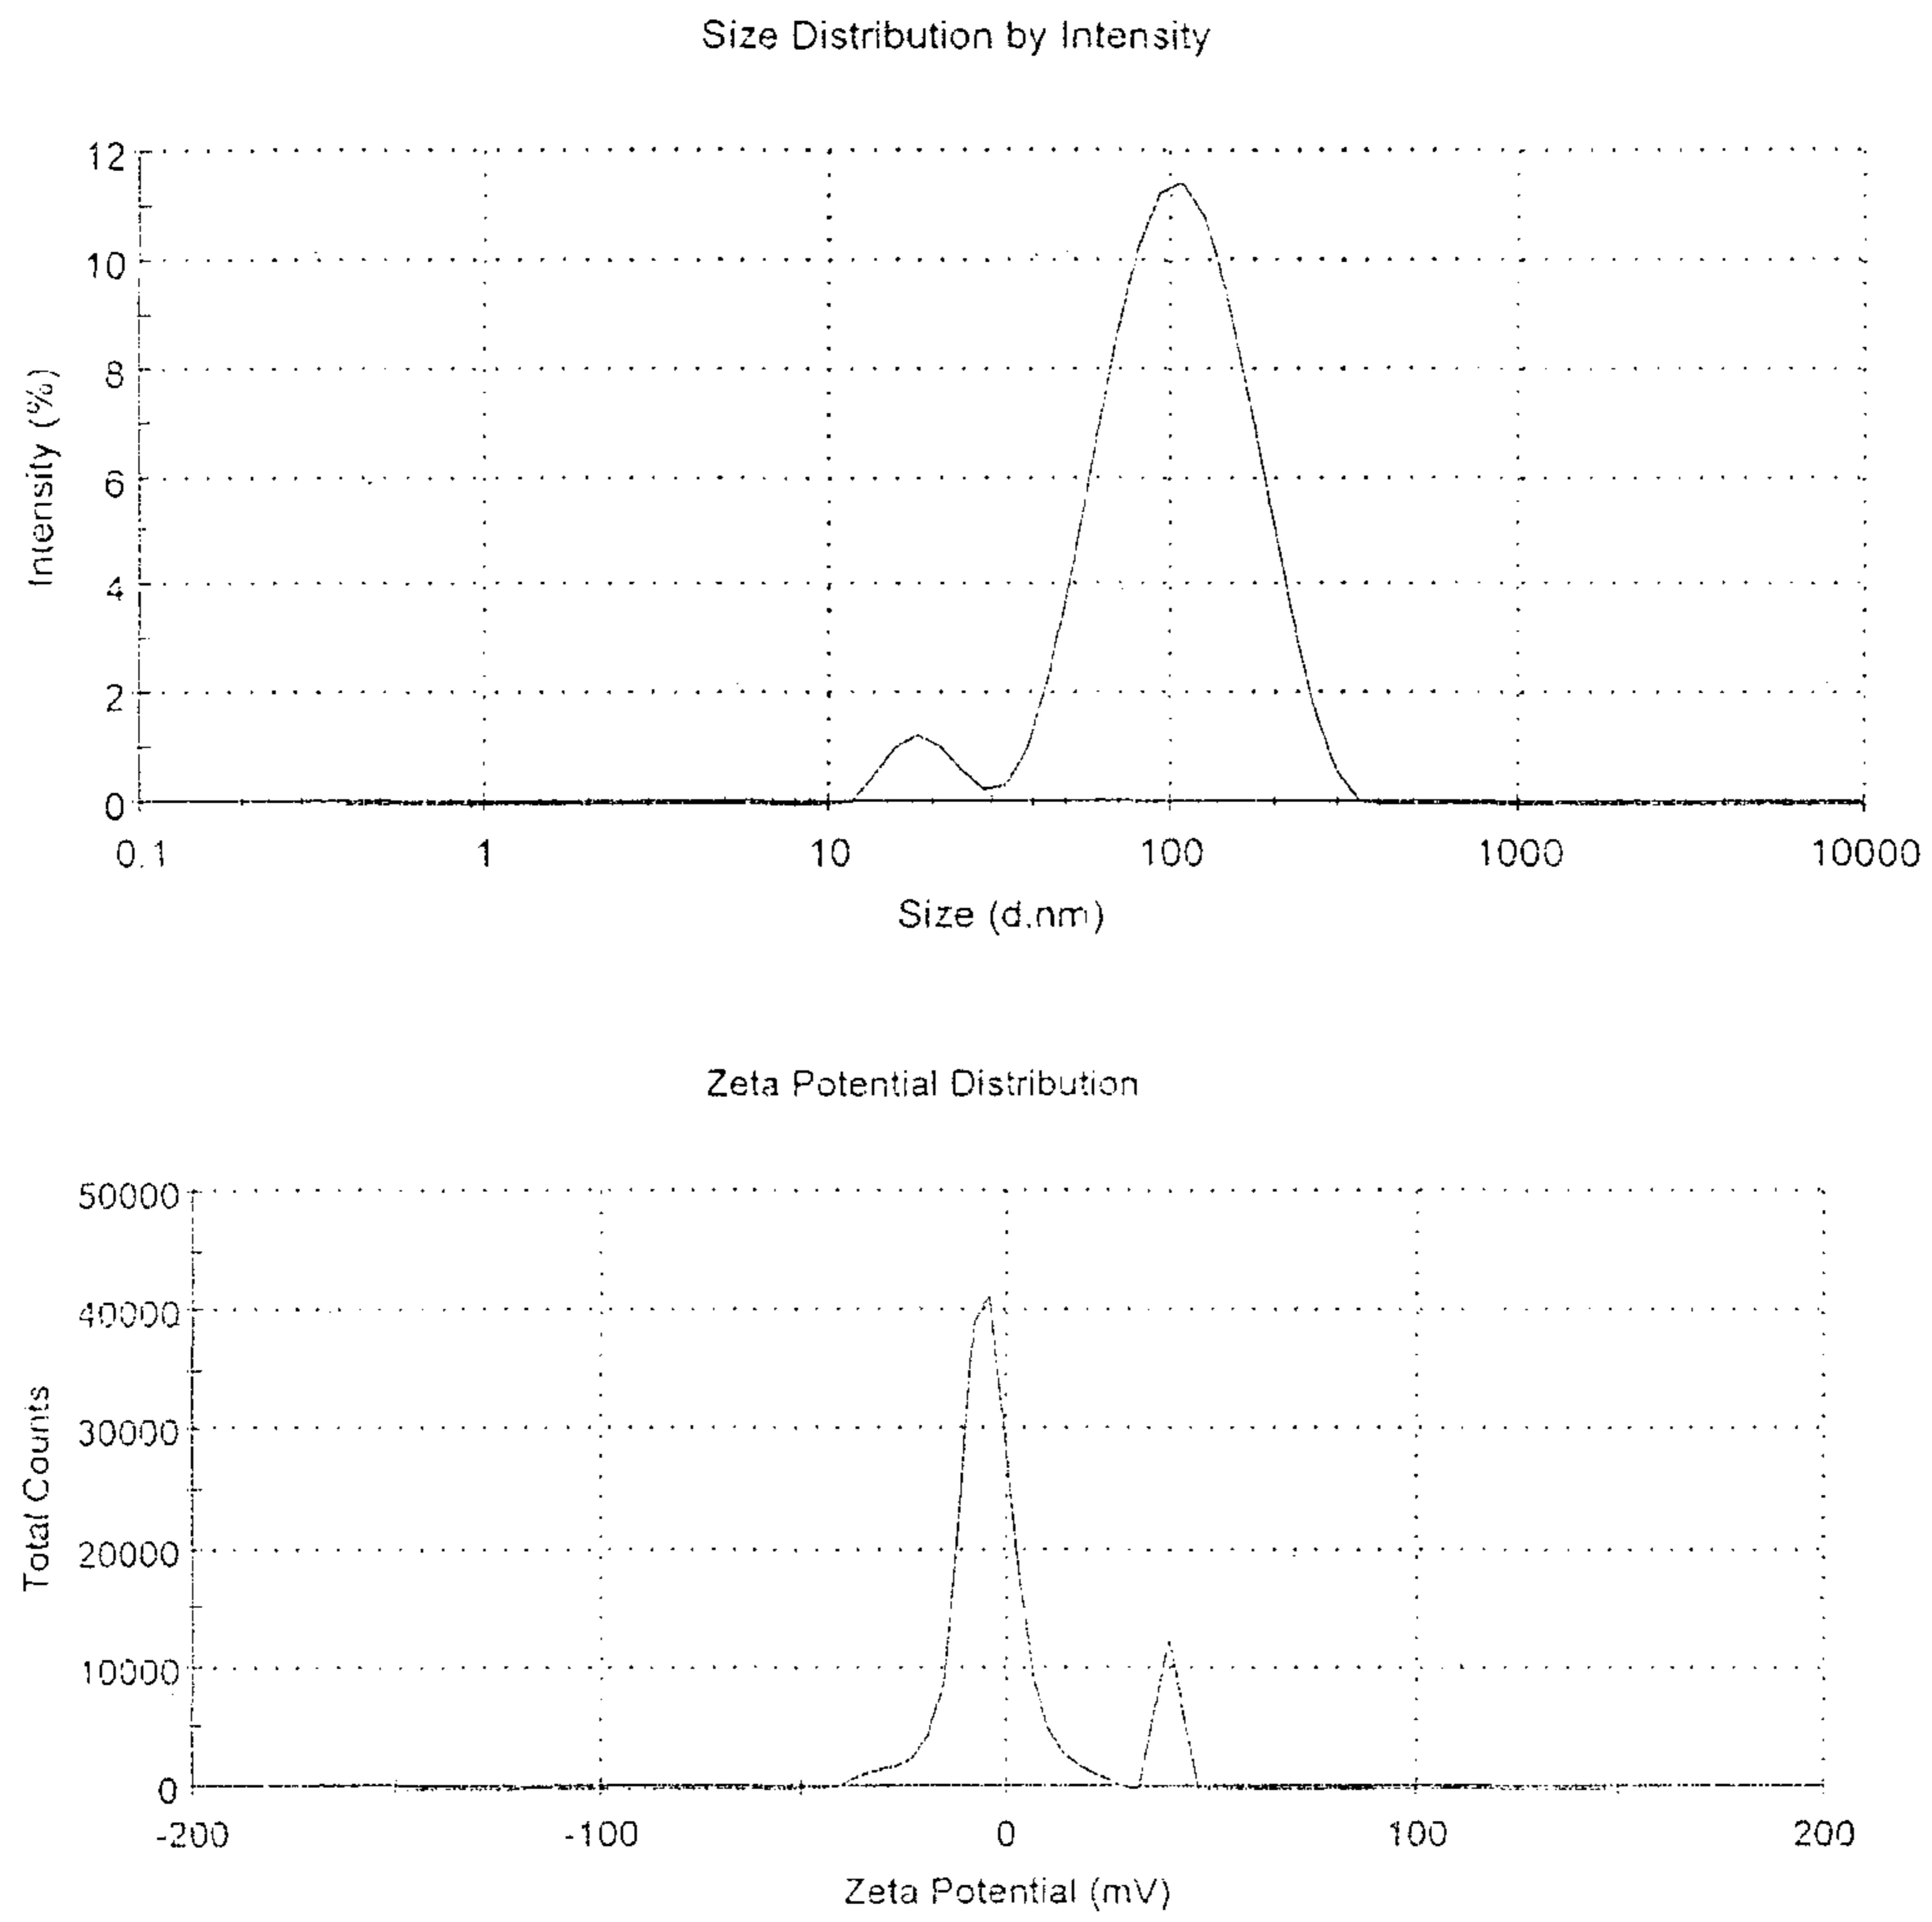 Size Distribution by Intensity
12
10
8
6
4
2
0
Intensity (%)
0.1 1 10 100 1000 10000
Size (d.nm)
Zeta Potential Distribution
50000
40000
30000
20000
10000
0
Total Counts
-200 -100 0 100 200
Zeta Potential (mV)